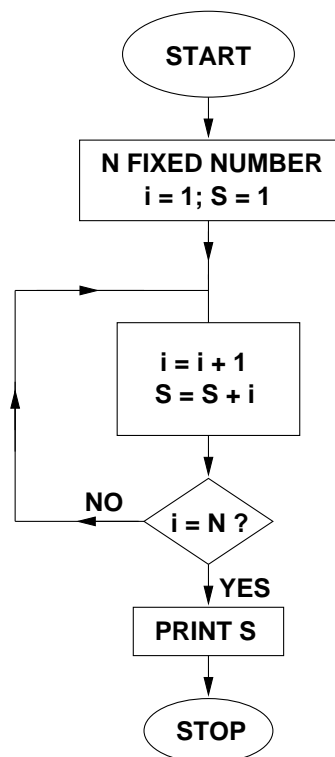 START
N FIXED NUMBER
i = 1; S = 1
i = i + 1
S = S + i
NO
i = N ?
YES
PRINT S
STOP